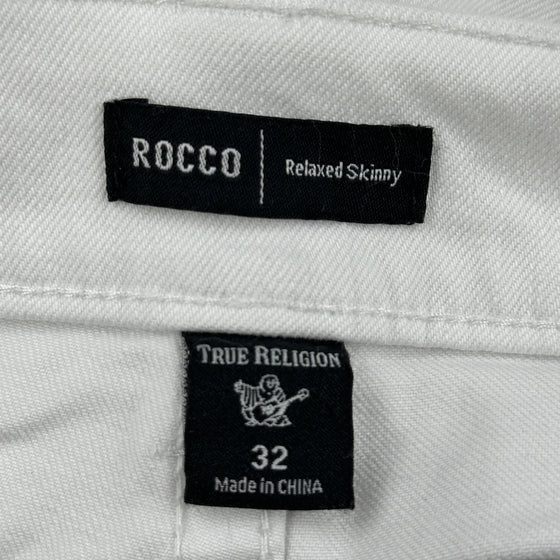 ROCCO | Relaxed Skinny
TRUE RELIGION
32
Made in CHINA